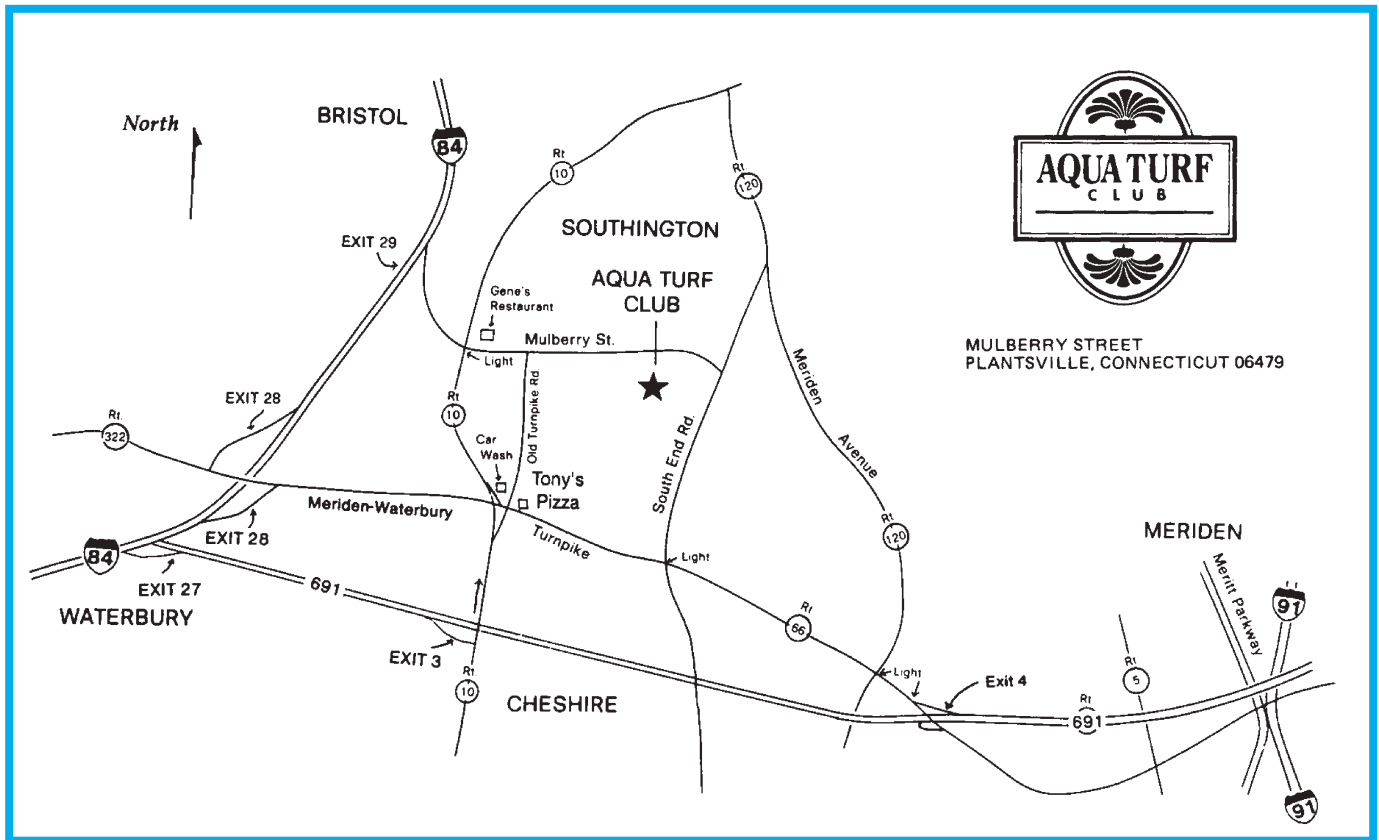 North
BRISTOL
84
Rt
10
Rt.
120
AQUA TURF
CLUB
SOUTHINGTON
EXIT 29
AQUA TURF
CLUB
Gene's
Restaurant
Mulberry St.
Light
MULBERRY STREET
PLANTSVILLE, CONNECTICUT 06479
Meriden
Avenue
EXIT 28
Rt.
322
Rt
10
Old Turnpike Rd.
South End Rd.
Car
Wash
Tony's
Pizza
Meriden-Waterbury
Turnpike
EXIT 28
Rt
120
MERIDEN
84
Light
EXIT 27
691
Meritt Parkway
91
WATERBURY
Rt
66
EXIT 3
Rt
10
CHESHIRE
Light
Exit 4
Rt
5
Rt
691
91